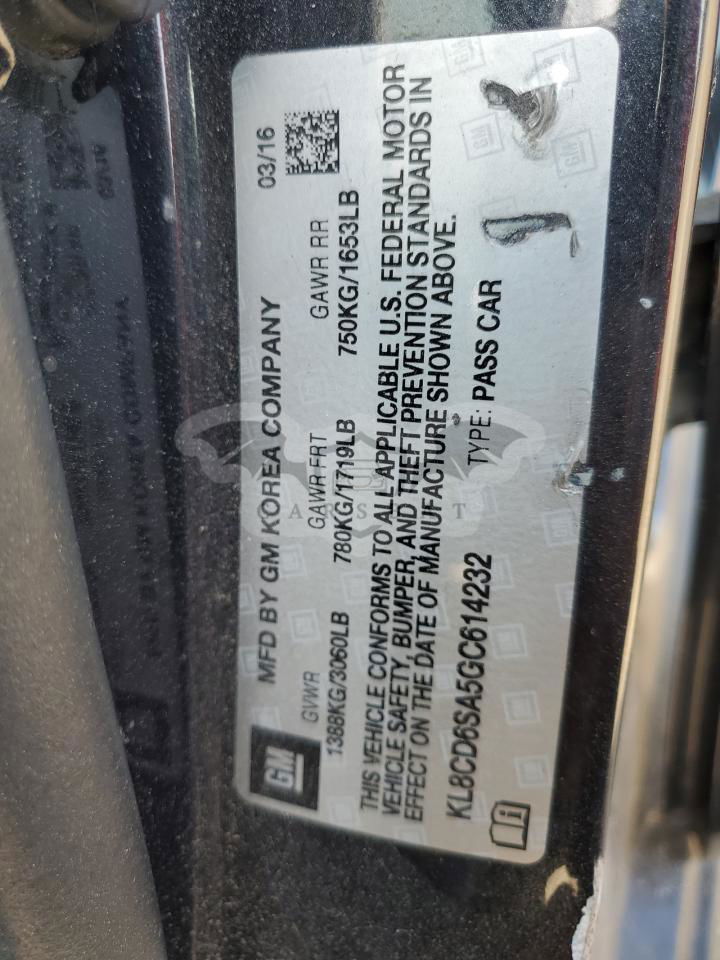 MFD BY GM KOREA COMPANY 03/16
GM
GVWR GAWR FRT GAWR RR
1388KG/3060LB 780KG/1719LB 750KG/1653LB
THIS VEHICLE CONFORMS TO ALL APPLICABLE U.S. FEDERAL MOTOR
VEHICLE SAFETY, BUMPER, AND THEFT PREVENTION STANDARDS IN
EFFECT ON THE DATE OF MANUFACTURE SHOWN ABOVE.
KL8CD6SA5GC614232 TYPE: PASS CAR